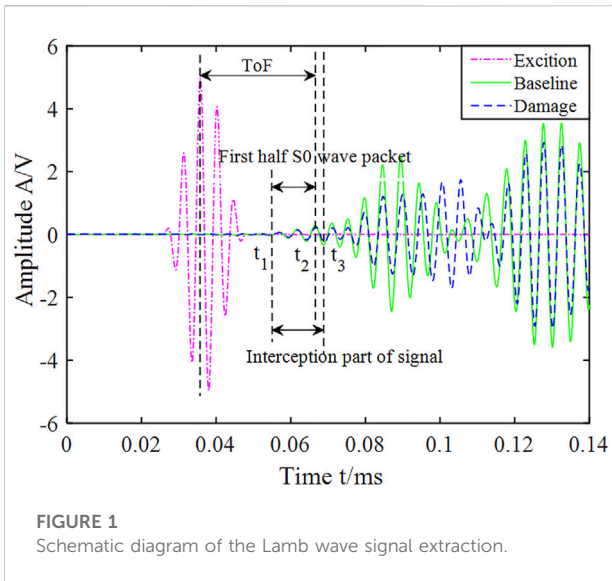 6
4
2
0
-2
-4
-6
Amplitude A/V
ToF
First half S0 wave packet
t1 t2 t3
Interception part of signal
Excition
Baseline
Damage
0 0.02 0.04 0.06 0.08 0.1 0.12 0.14
Time t/ms
FIGURE 1
Schematic diagram of the Lamb wave signal extraction.